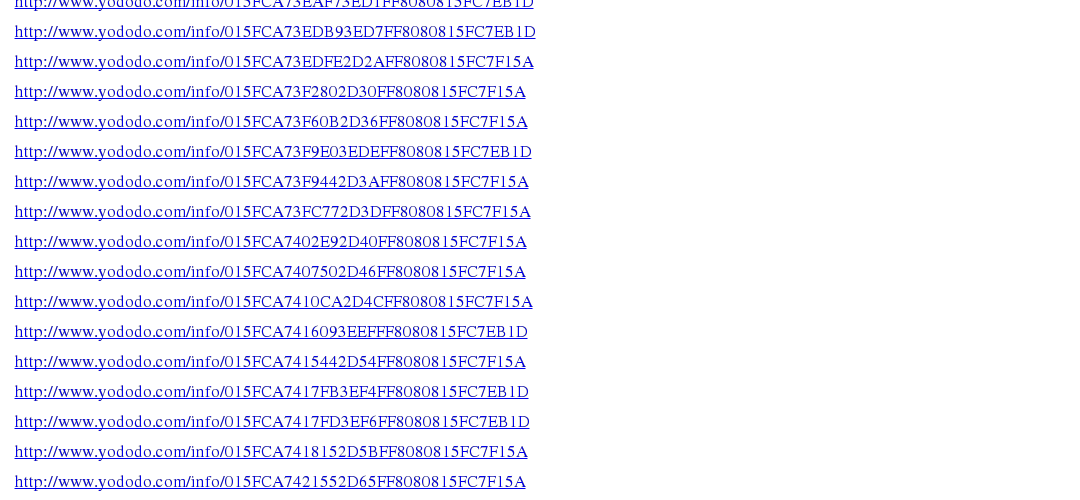 http://www.yododo.com/info/015FCA73EAF73ED1FF8080815FC7EB1D
http://www.yododo.com/info/015FCA73EDB93ED7FF8080815FC7EB1D
http://www.yododo.com/info/015FCA73EDFE2D2AFF8080815FC7F15A
http://www.yododo.com/info/015FCA73F2802D30FF8080815FC7F15A
http://www.yododo.com/info/015FCA73F60B2D36FF8080815FC7F15A
http://www.yododo.com/info/015FCA73F9E03EDEFF8080815FC7EB1D
http://www.yododo.com/info/015FCA73F9442D3AFF8080815FC7F15A
http://www.yododo.com/info/015FCA73FC772D3DFF8080815FC7F15A
http://www.yododo.com/info/015FCA7402E92D40FF8080815FC7F15A
http://www.yododo.com/info/015FCA7407502D46FF8080815FC7F15A
http://www.yododo.com/info/015FCA7410CA2D4CFF8080815FC7F15A
http://www.yododo.com/info/015FCA7416093EEFFF8080815FC7EB1D
http://www.yododo.com/info/015FCA7415442D54FF8080815FC7F15A
http://www.yododo.com/info/015FCA7417FB3EF4FF8080815FC7EB1D
http://www.yododo.com/info/015FCA7417FD3EF6FF8080815FC7EB1D
http://www.yododo.com/info/015FCA7418152D5BFF8080815FC7F15A
http://www.yododo.com/info/015FCA7421552D65FF8080815FC7F15A